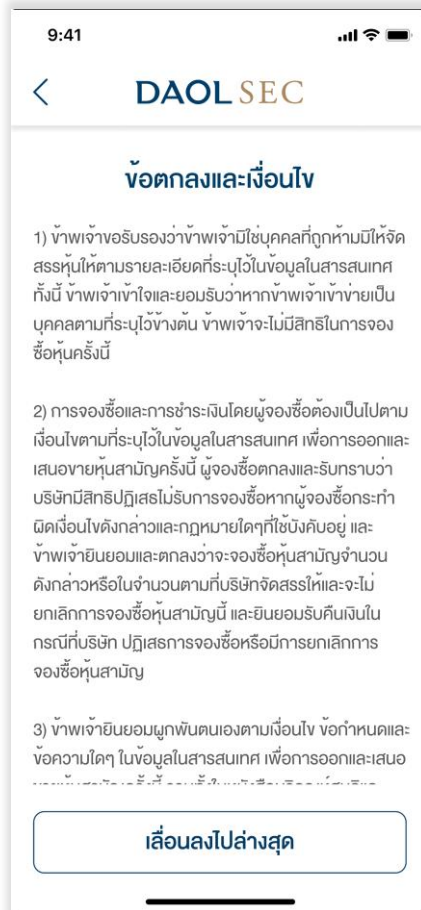 9:41
DAOL SEC
ข้อตกลงและเงื่อนไข
1) ข้าพเจ้าขอรับรองว่าข้าพเจ้ามิใช่บุคคลที่ถูกห้ามมิให้จัด
สรรหุ้นให้ตามรายละเอียดที่ระบุไว้ในข้อมูลในสารสนเทศ
ทั้งนี้ ข้าพเจ้าเข้าใจและยอมรับว่าหากข้าพเจ้าเข้าข่ายเป็น
บุคคลตามที่ระบุไว้ข้างต้น ข้าพเจ้าจะไม่มีสิทธิในการจอง
ซื้อหุ้นครั้งนี้
2) การจองซื้อและการชำระเงินโดยผู้จองซื้อต้องเป็นไปตาม
เงื่อนไขตามที่ระบุไว้ในข้อมูลในสารสนเทศ เพื่อการออกและ
เสนอขายหุ้นสามัญครั้งนี้ ผู้จองซื้อตกลงและรับทราบว่า
บริษัทมีสิทธิปฏิเสธไม่รับการจองซื้อหากผู้จองซื้อกระทำ
ผิดเงื่อนไขดังกล่าวและกฎหมายใดๆที่ใช้บังคับอยู่ และ
ข้าพเจ้ายินยอมและตกลงว่าจะจองซื้อหุ้นสามัญจำนวน
ดังกล่าวหรือในจำนวนตามที่บริษัทจัดสรรให้และจะไม่
ยกเลิกการจองซื้อหุ้นสามัญนี้ และยินยอมรับคืนเงินใน
กรณีที่บริษัท ปฏิเสธการจองซื้อหรือมีการยกเลิกการ
จองซื้อหุ้นสามัญ
3) ข้าพเจ้ายินยอมผูกพันตนเองตามเงื่อนไข ข้อกำหนดและ
ข้อความใดๆ ในข้อมูลในสารสนเทศ เพื่อการออกและเสนอ
เลื่อนลงไปล่างสุด